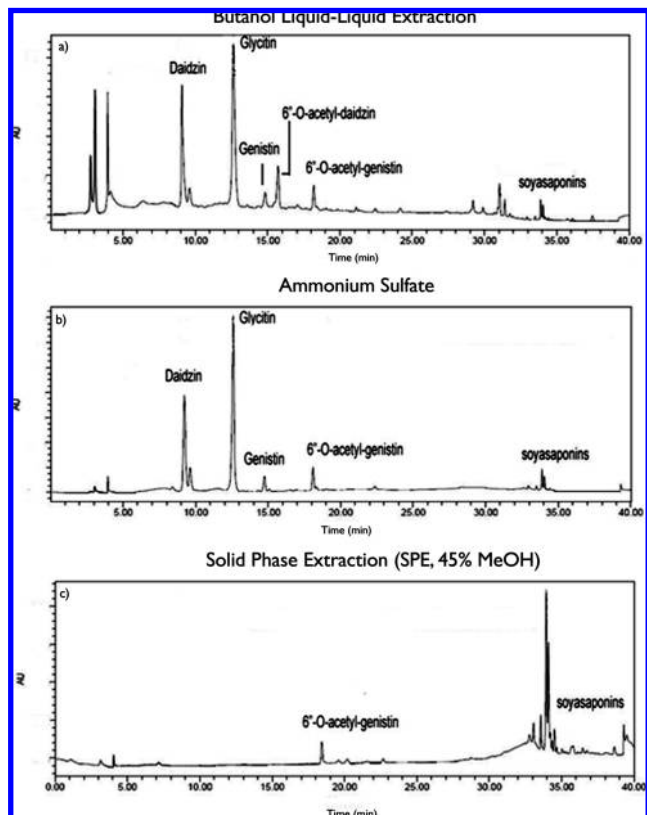 Butanol Liquid-Liquid Extraction
a)
Glycitin
Daidzin
6"-O-acetyl-daidzin
Genistin
6"-O-acetyl-genistin
soyasaponins
AU
5.00 10.00 15.00 20.00 25.00 30.00 35.00 40.00
Time (min)
Ammonium Sulfate
b)
Glycitin
Daidzin
Genistin
6"-O-acetyl-genistin
soyasaponins
AU
5.00 10.00 15.00 20.00 25.00 30.00 35.00 40.00
Time (min)
Solid Phase Extraction (SPE, 45% MeOH)
c)
6"-O-acetyl-genistin
soyasaponins
AU
0.00 5.00 10.00 15.00 20.00 25.00 30.00 35.00 40.00
Time (min)